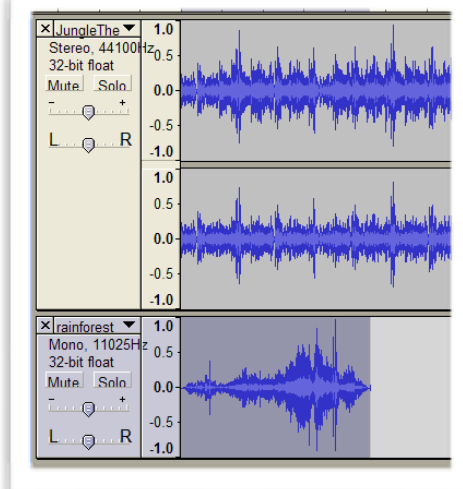 JungleThe
Stereo, 44100Hz
32-bit float
Mute Solo
- +
L R
1.0
0.5
0.0
-0.5
-1.0
1.0
0.5
0.0
-0.5
-1.0
rainforest
Mono, 11025Hz
32-bit float
Mute Solo
- +
L R
1.0
0.5
0.0
-0.5
-1.0